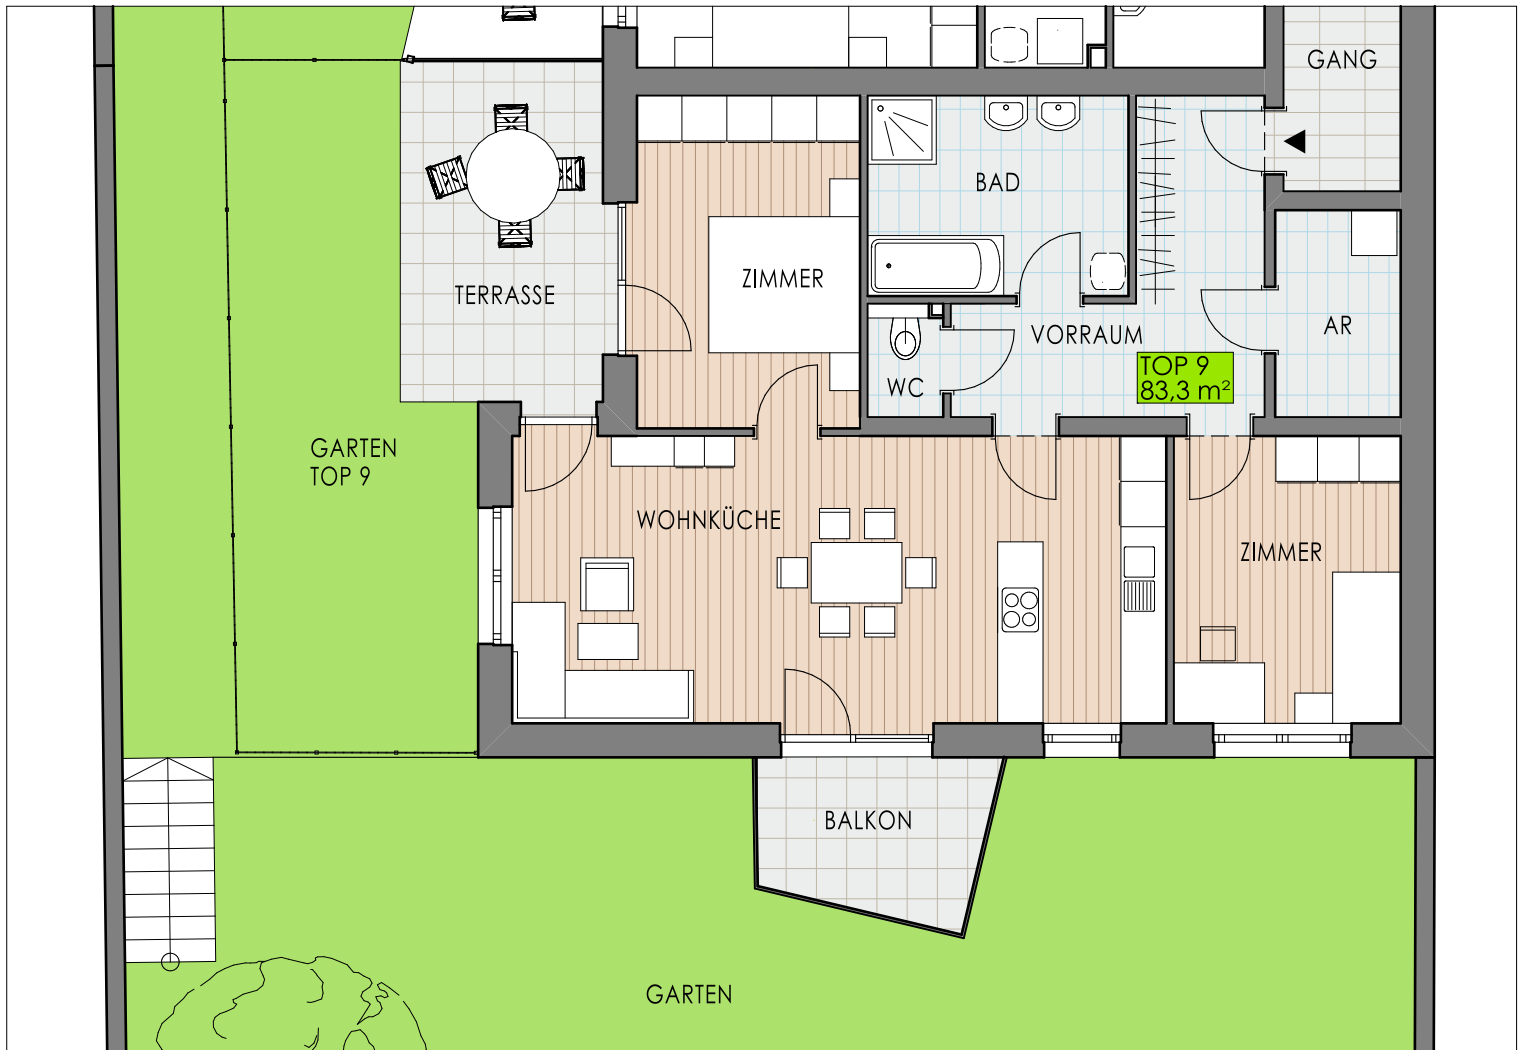 GANG
BAD
ZIMMER
TERRASSE
VORRAUM
AR
TOP 9
83,3 m²
WC
GARTEN
TOP 9
WOHNKÜCHE
ZIMMER
BALKON
GARTEN